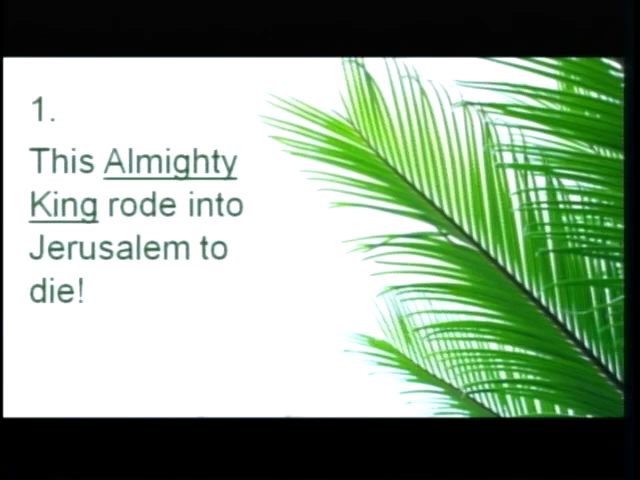 1.
This Almighty
King rode into
Jerusalem to
die!